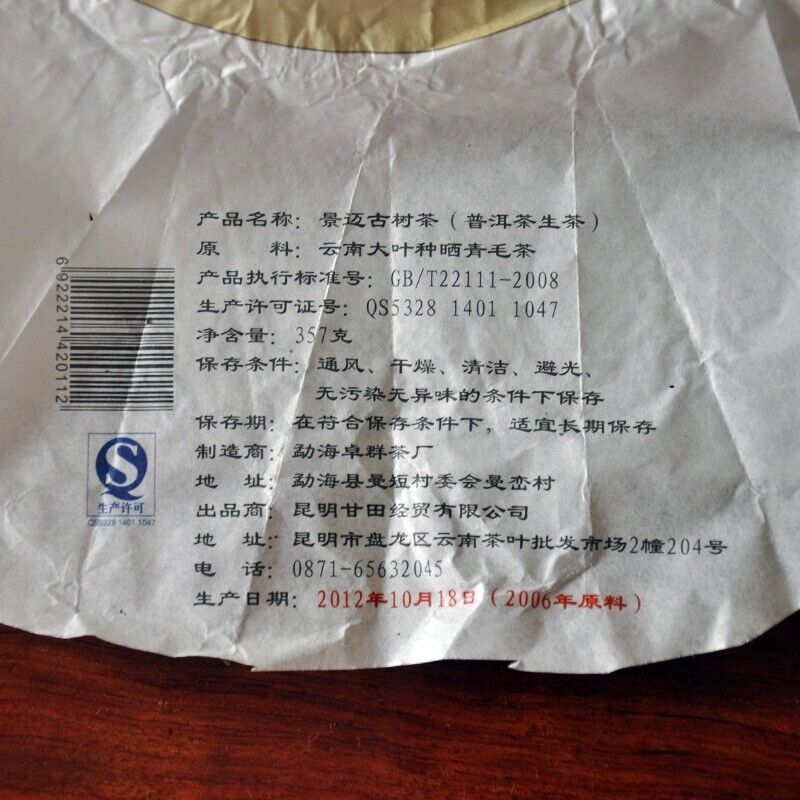 产品名称：景迈古树茶（普洱茶生茶）
原　　料：云南大叶种晒青毛茶
产品执行标准号：GB/T22111-2008
生产许可证号：QS5328 1401 1047
净含量：357克
保存条件：通风、干燥、清洁、避光、
无污染无异味的条件下保存
保存期：在符合保存条件下，适宜长期保存
制造商：勐海卓群茶厂
地　址：勐海县曼短村委会曼峦村
出品商：昆明甘田经贸有限公司
地　址：昆明市盘龙区云南茶叶批发市场2幢204号
电　话：0871-65632045
生产日期：2012年10月18日（2006年原料）
6 922214 420112
QS
生产许可
QS5328 1401 1047